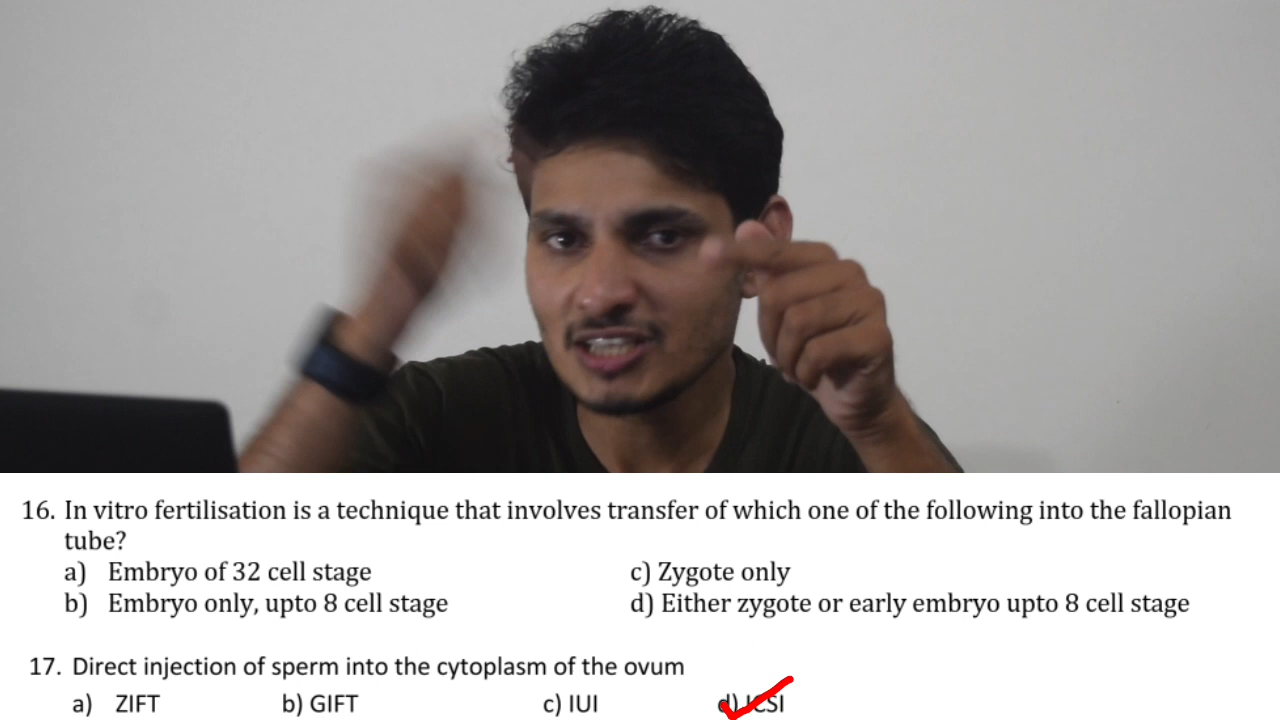 16. In vitro fertilisation is a technique that involves transfer of which one of the following into the fallopian
tube?
a) Embryo of 32 cell stage
c) Zygote only
b) Embryo only, upto 8 cell stage
d) Either zygote or early embryo upto 8 cell stage
17. Direct injection of sperm into the cytoplasm of the ovum
a) ZIFT b) GIFT c) IUI d) ICSI